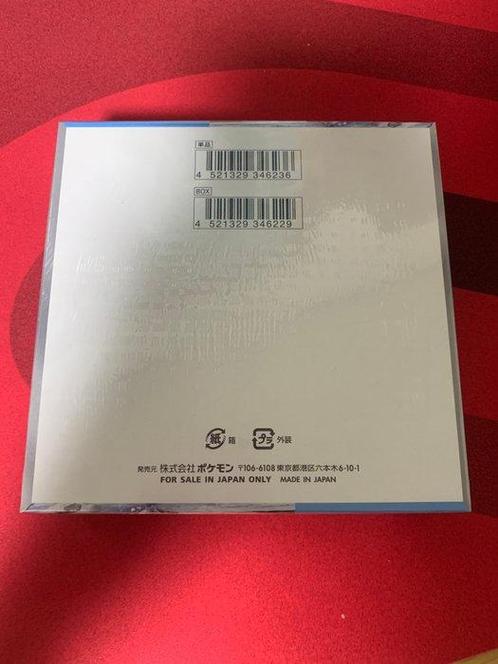 単品
4 521329 346236
BOX
4 521329 346229
紙 箱 プラ 外装
発売元 株式会社 ポケモン 〒106-6108 東京都港区六本木6-10-1
FOR SALE IN JAPAN ONLY MADE IN JAPAN